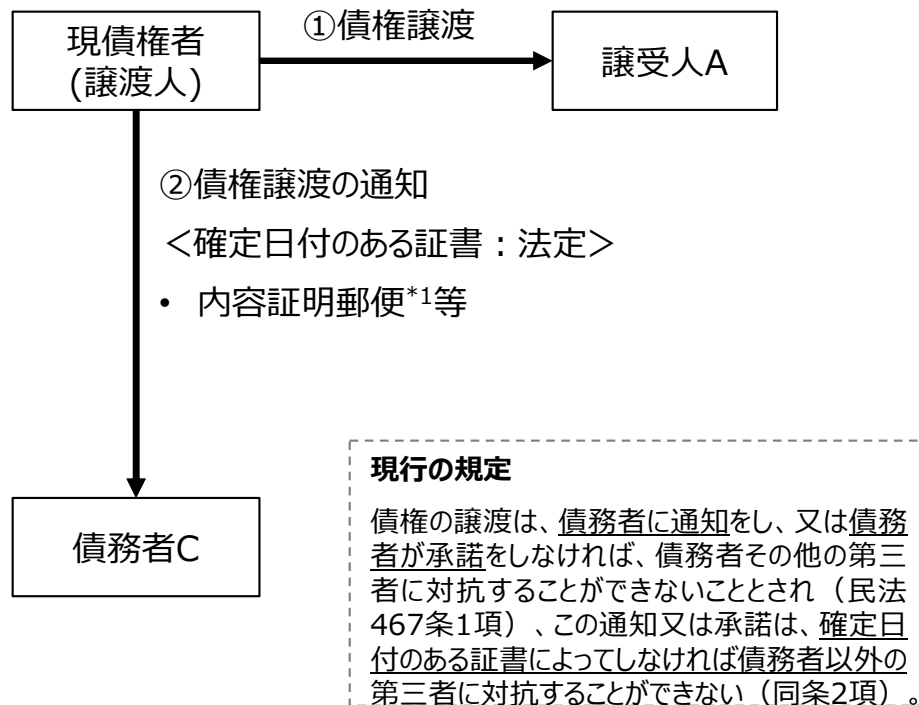 現債権者
(譲渡人)
①債権譲渡
譲受人A
②債権譲渡の通知
＜確定日付のある証書：法定＞
• 内容証明郵便*1等
債務者C
現行の規定
債権の譲渡は、債務者に通知をし、又は債務
者が承諾をしなければ、債務者その他の第三
者に対抗することができないこととされ（民法
467条1項）、この通知又は承諾は、確定日
付のある証書によってしなければ債務者以外の
第三者に対抗することができない（同条2項）。